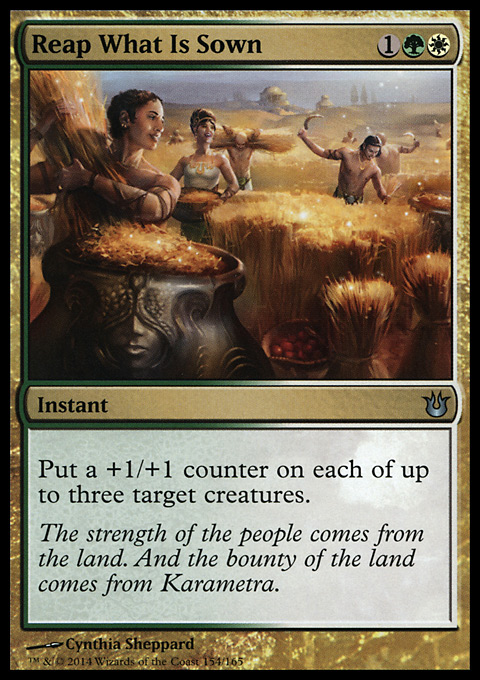 Reap What Is Sown 1
Instant
Put a +1/+1 counter on each of up
to three target creatures.
The strength of the people comes from
the land. And the bounty of the land
comes from Karametra.
Cynthia Sheppard
™ & © 2014 Wizards of the Coast 154/165